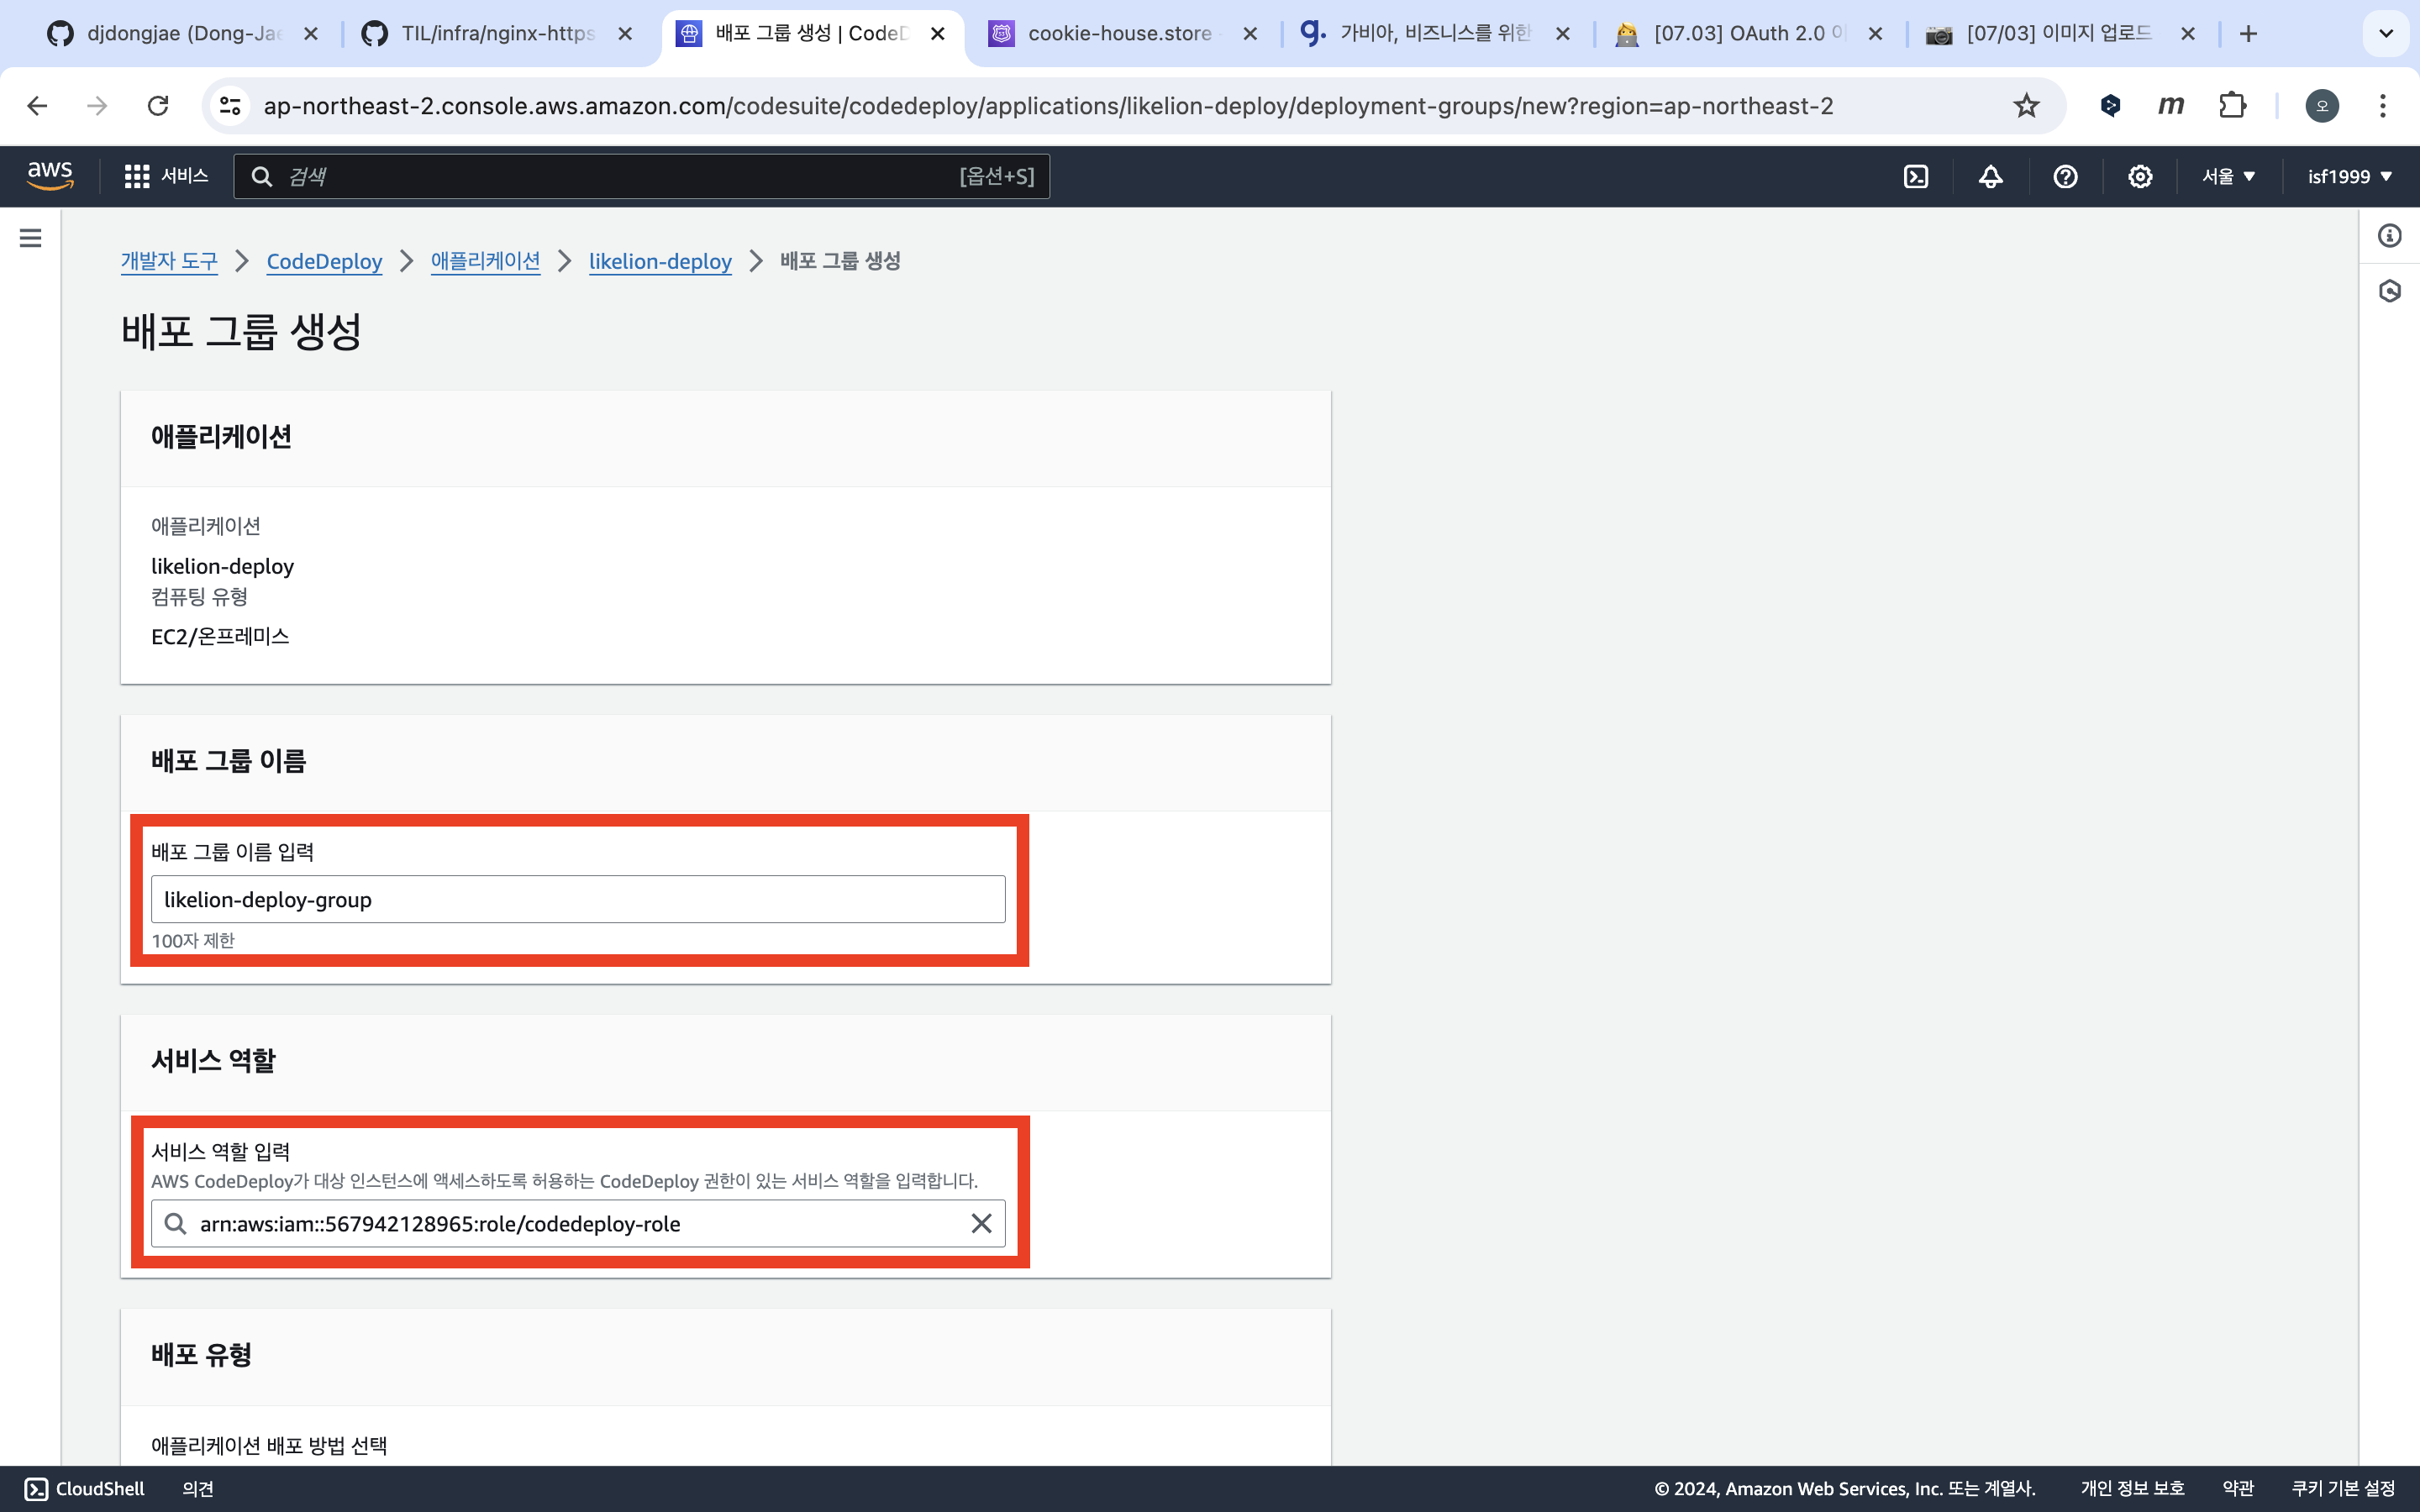 djdongjae (Dong-Jae
TIL/infra/nginx-https
배포 그룹 생성 | CodeD
cookie-house.store
가비아, 비즈니스를 위한
[07.03] OAuth 2.0 이
[07/03] 이미지 업로드
ap-northeast-2.console.aws.amazon.com/codesuite/codedeploy/applications/likelion-deploy/deployment-groups/new?region=ap-northeast-2
m
오
aws
서비스
검색
[옵션+S]
서울
isf1999
개발자 도구
CodeDeploy
애플리케이션
likelion-deploy
배포 그룹 생성
배포 그룹 생성
애플리케이션
애플리케이션
likelion-deploy
컴퓨팅 유형
EC2/온프레미스
배포 그룹 이름
배포 그룹 이름 입력
likelion-deploy-group
100자 제한
서비스 역할
서비스 역할 입력
AWS CodeDeploy가 대상 인스턴스에 액세스하도록 허용하는 CodeDeploy 권한이 있는 서비스 역할을 입력합니다.
arn:aws:iam::567942128965:role/codedeploy-role
배포 유형
애플리케이션 배포 방법 선택
CloudShell
의견
© 2024, Amazon Web Services, Inc. 또는 계열사.
개인 정보 보호
약관
쿠키 기본 설정